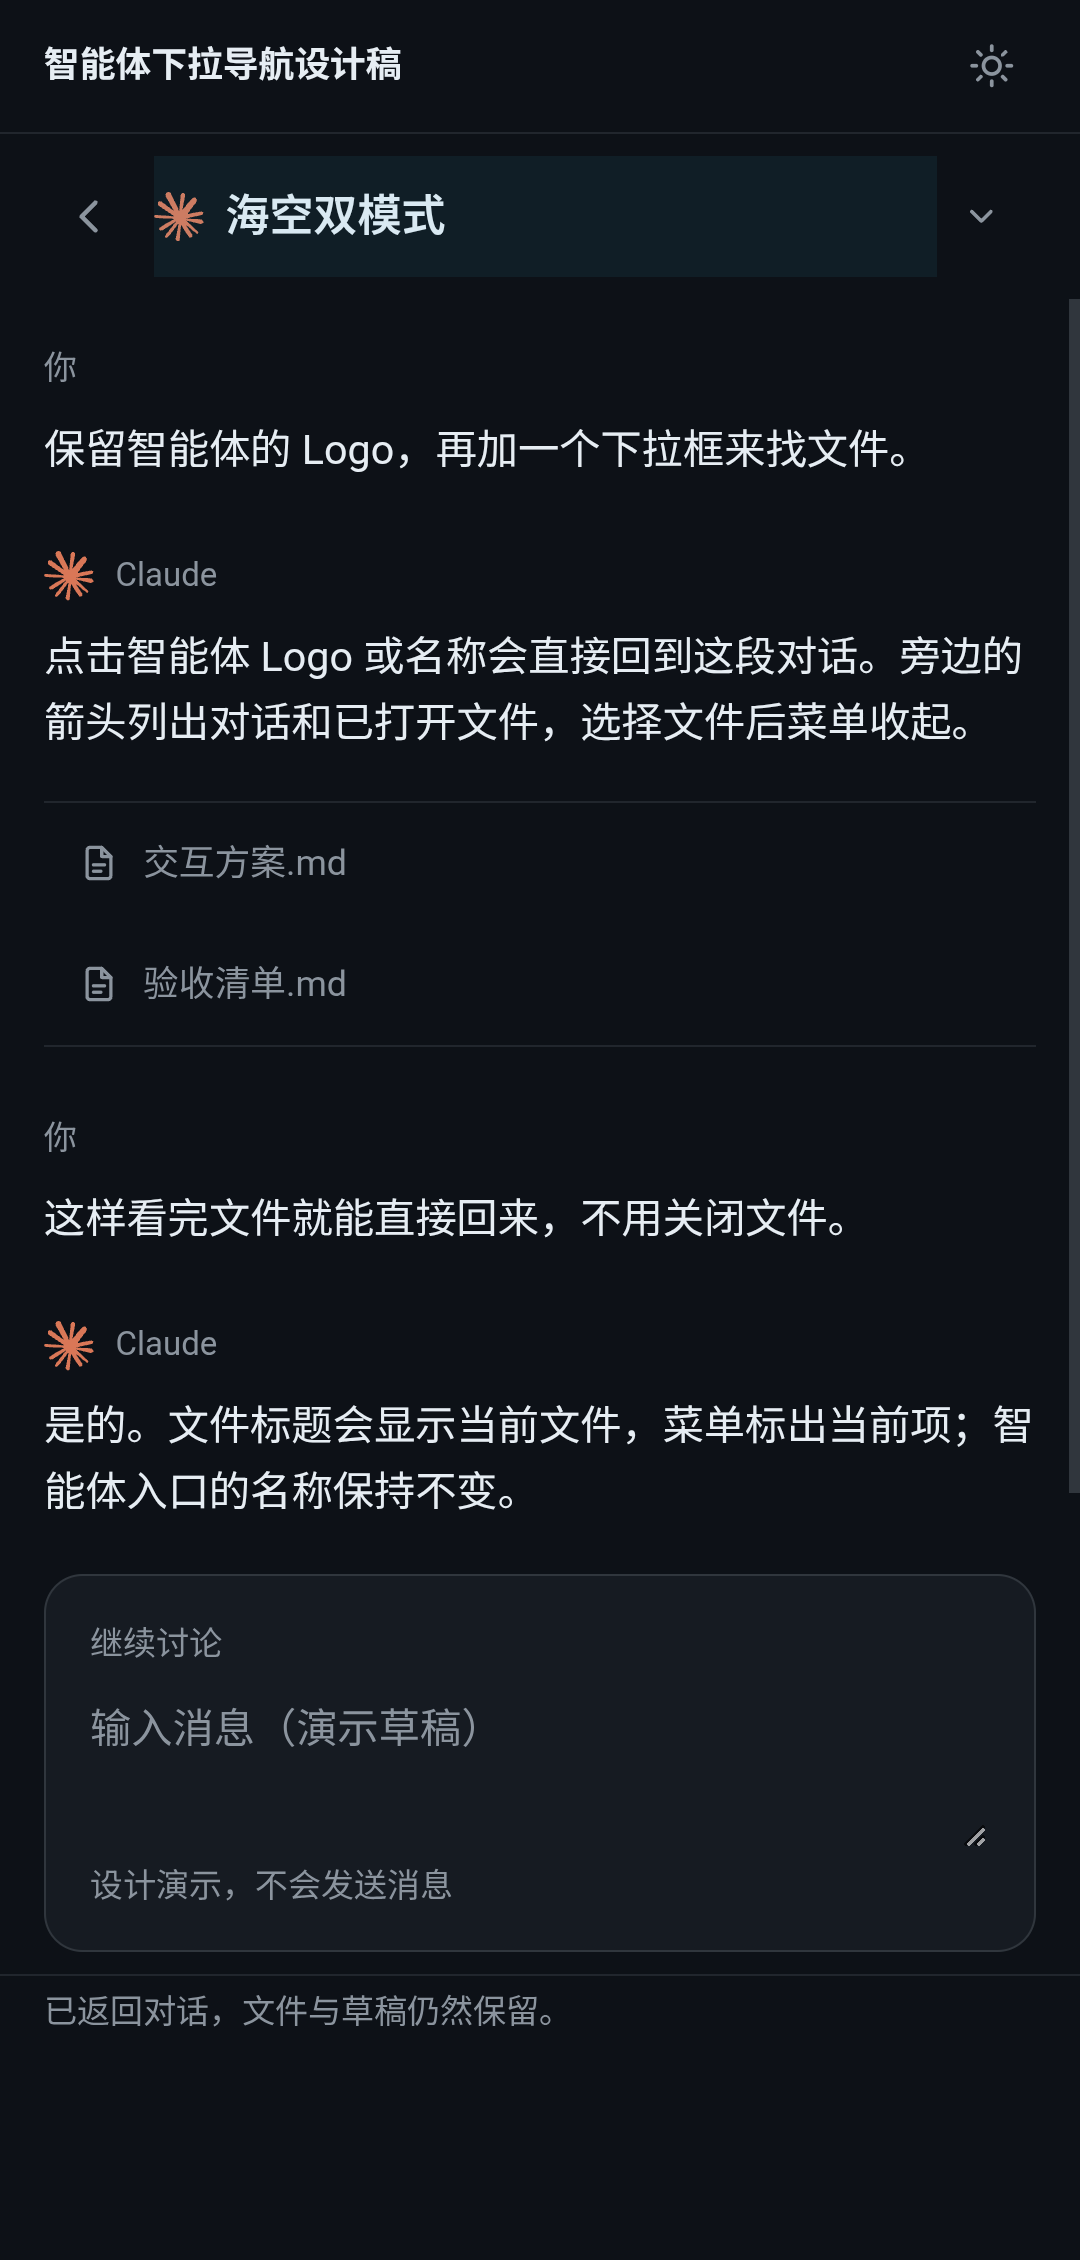 智能体下拉导航设计稿
海空双模式
你
保留智能体的 Logo，再加一个下拉框来找文件。
Claude
点击智能体 Logo 或名称会直接回到这段对话。旁边的
箭头列出对话和已打开文件，选择文件后菜单收起。
交互方案.md
验收清单.md
你
这样看完文件就能直接回来，不用关闭文件。
Claude
是的。文件标题会显示当前文件，菜单标出当前项；智
能体入口的名称保持不变。
继续讨论
输入消息（演示草稿）
设计演示，不会发送消息
已返回对话，文件与草稿仍然保留。